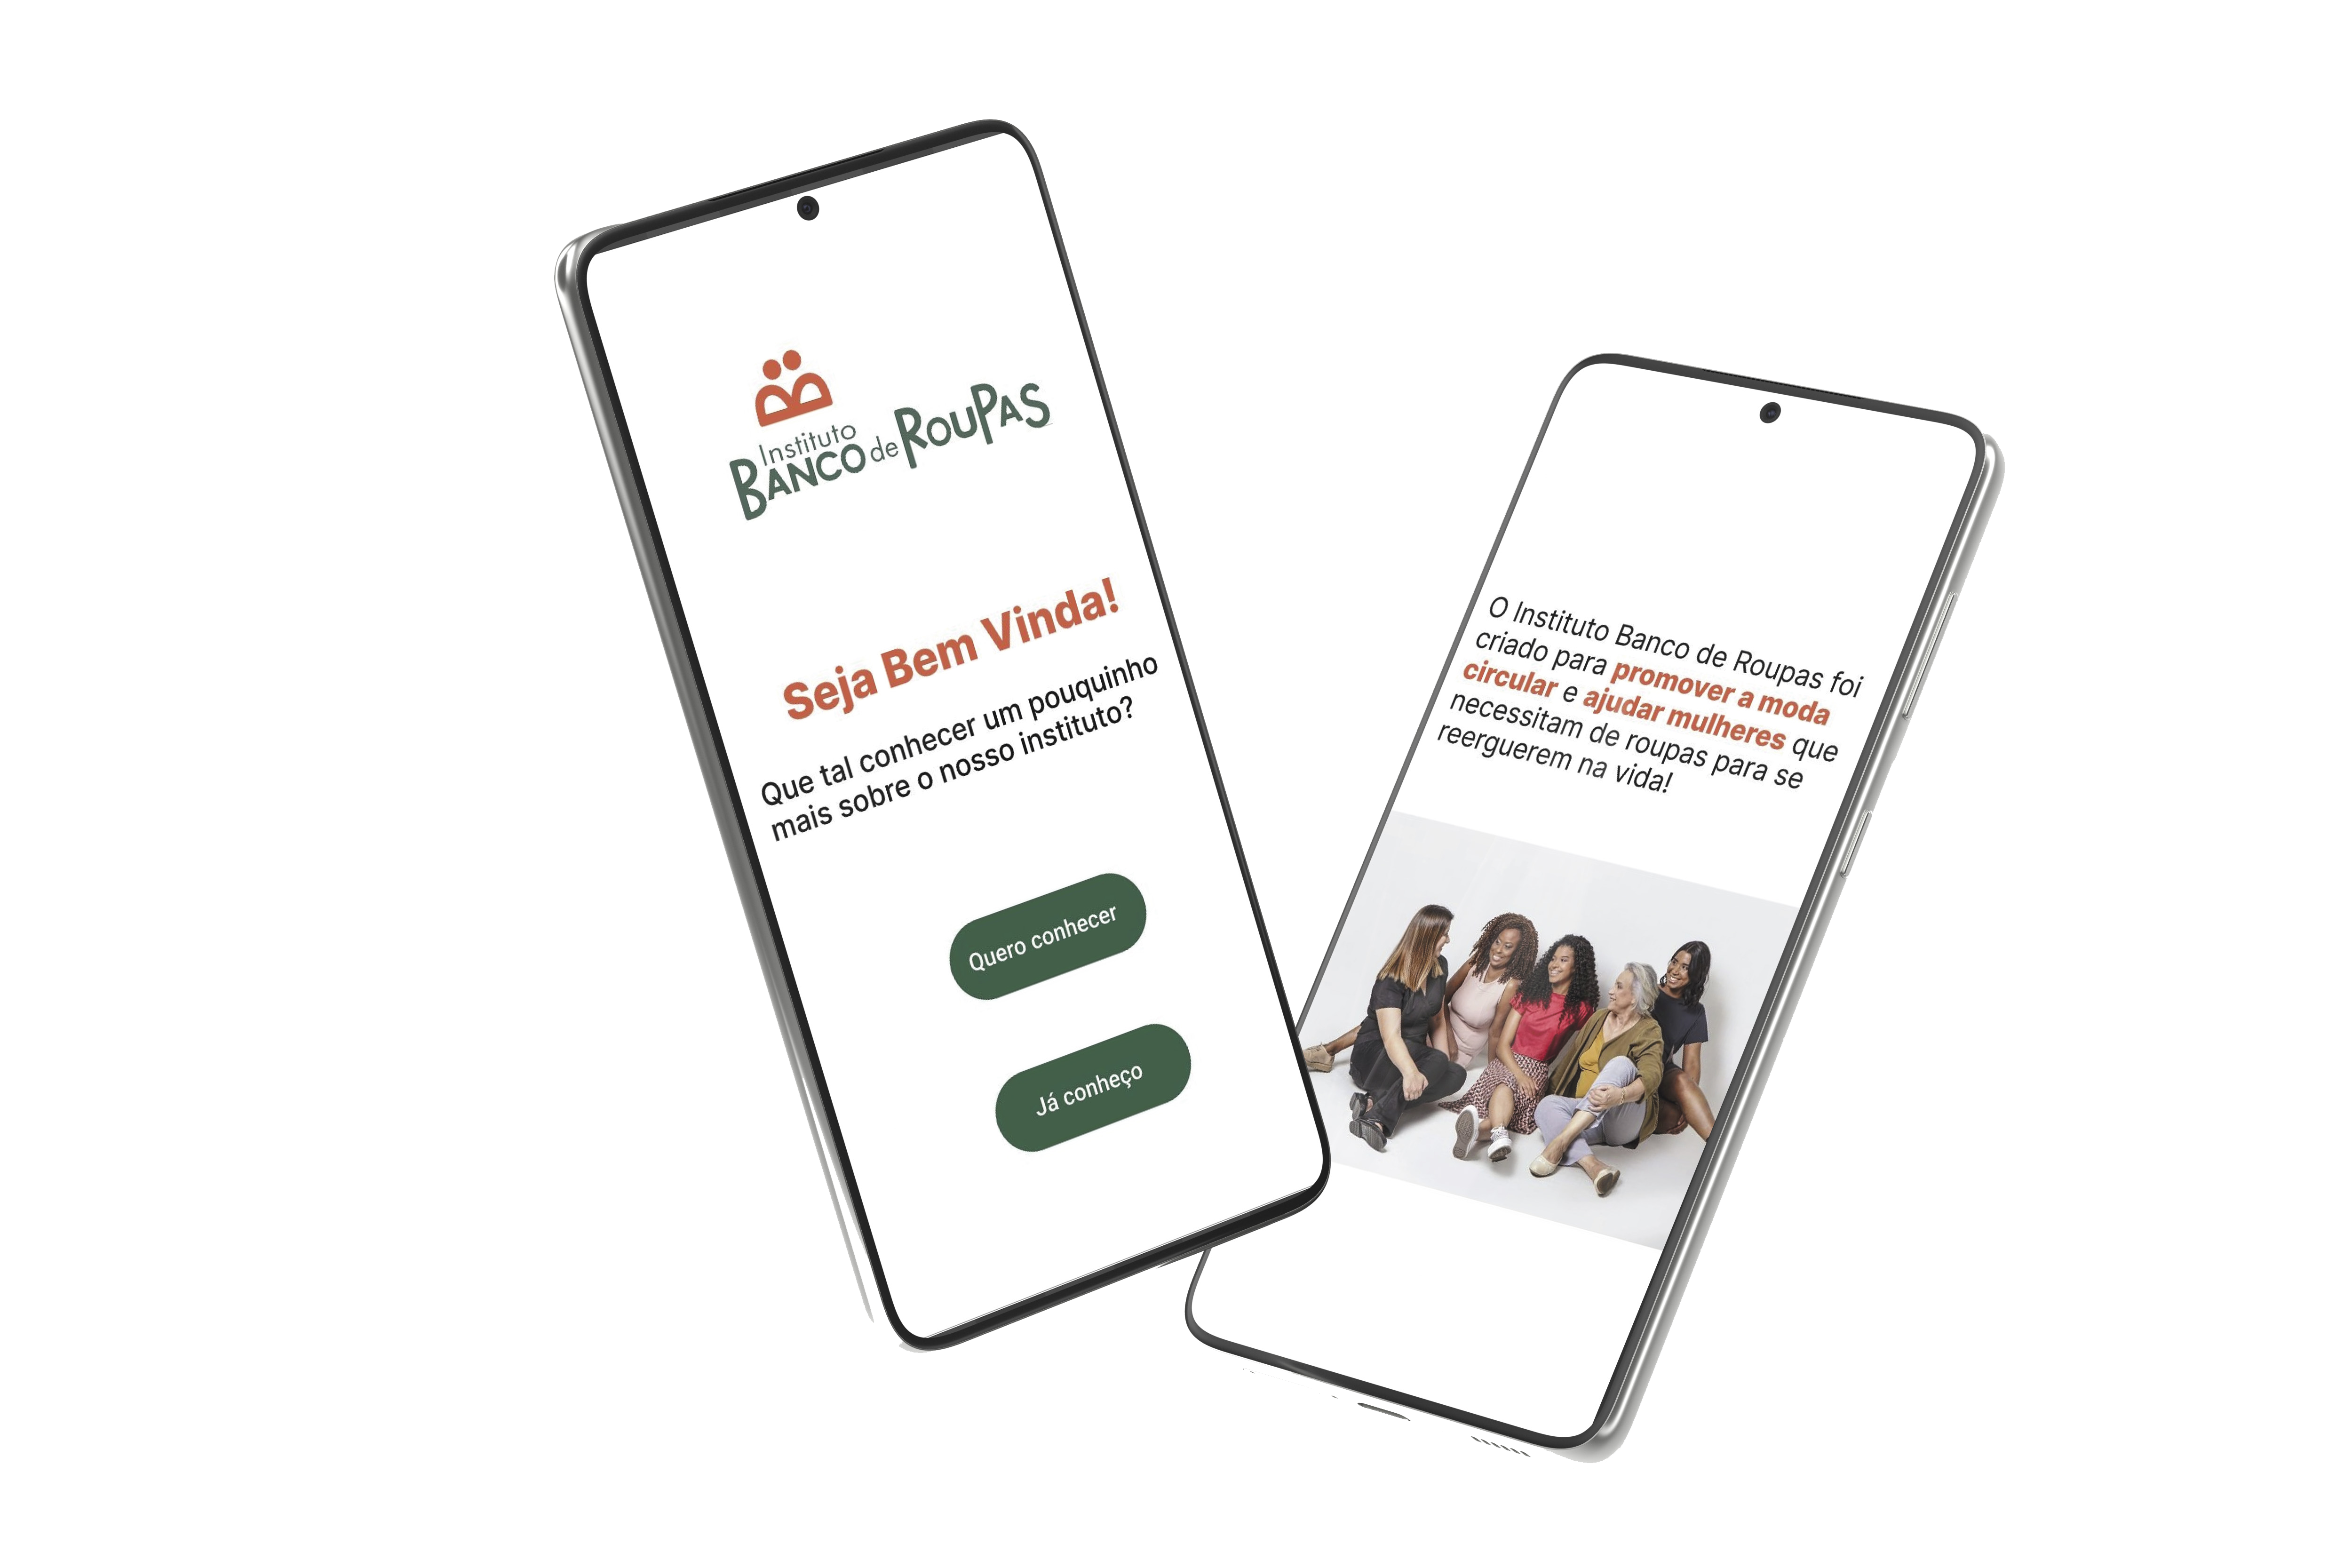 Instituto
BANCO de ROUPAS
Seja Bem Vinda!
Que tal conhecer um pouquinho
mais sobre o nosso instituto?
Quero conhecer
Já conheço
O Instituto Banco de Roupas foi
criado para promover a moda
circular e ajudar mulheres que
necessitam de roupas para se
reerguerem na vida!